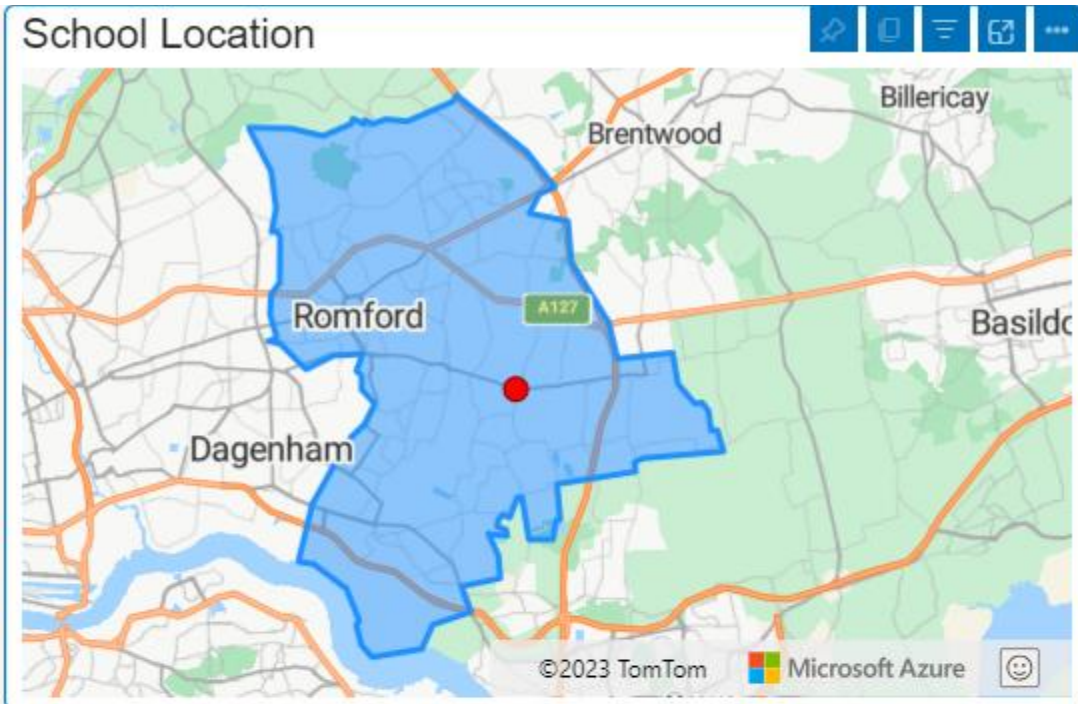 School Location
Billericay
Brentwood
Romford
A127
Basildo
Dagenham
©2023 TomTom
Microsoft Azure